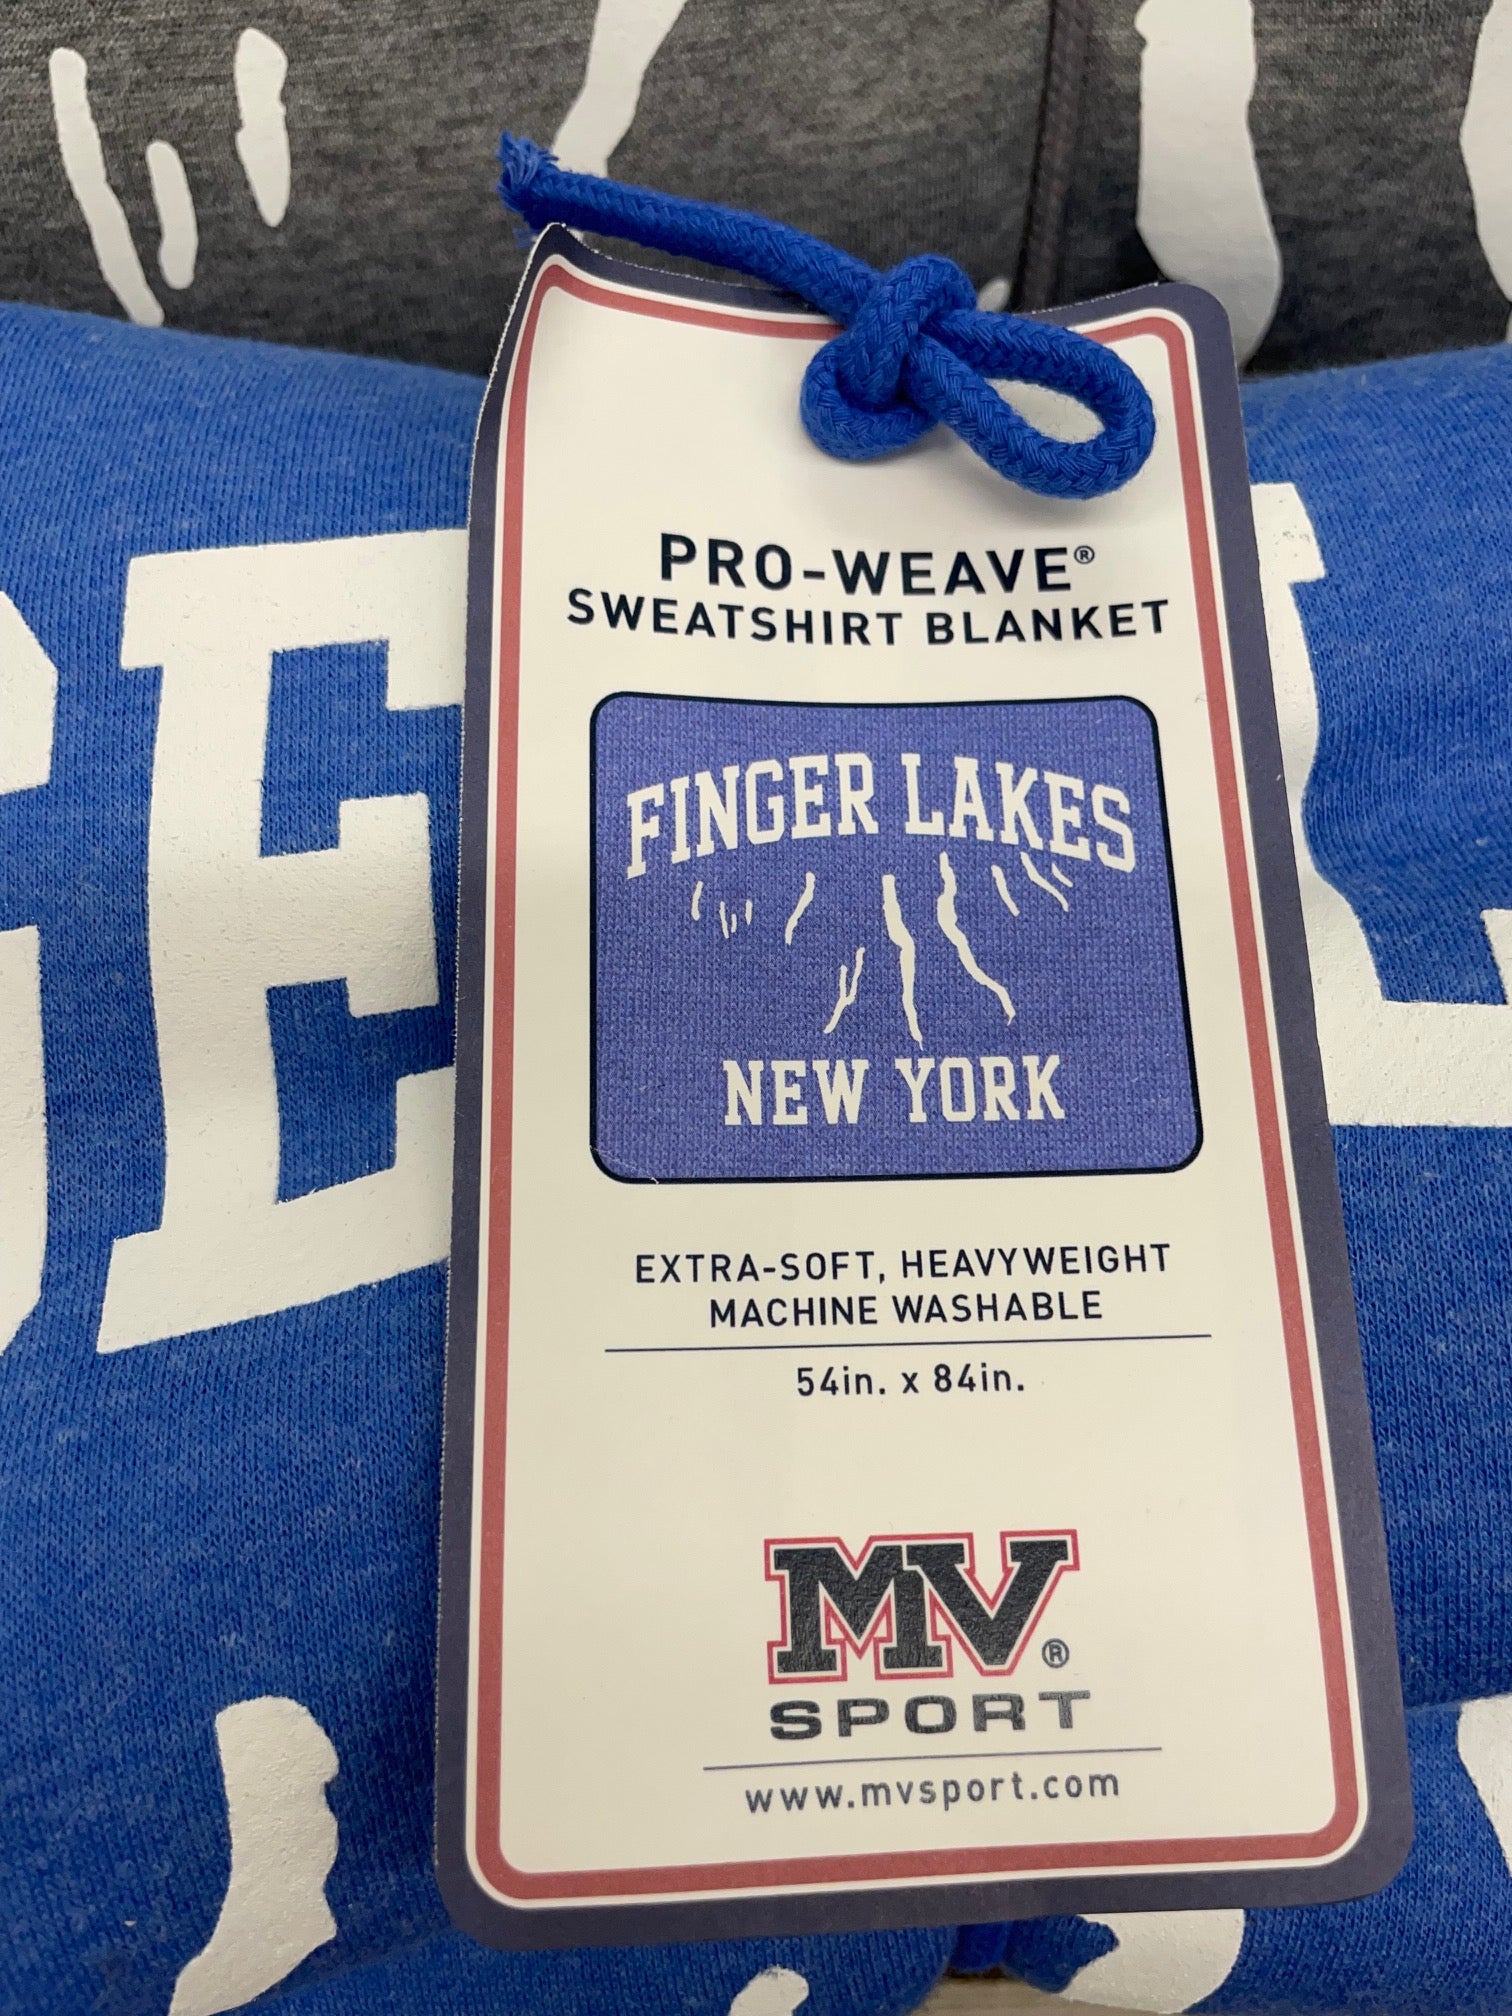 PRO-WEAVE®
SWEATSHIRT BLANKET
FINGER LAKES
NEW YORK
EXTRA-SOFT, HEAVYWEIGHT
MACHINE WASHABLE
54in. x 84in.
MV®
SPORT
www.mvsport.com
GE L